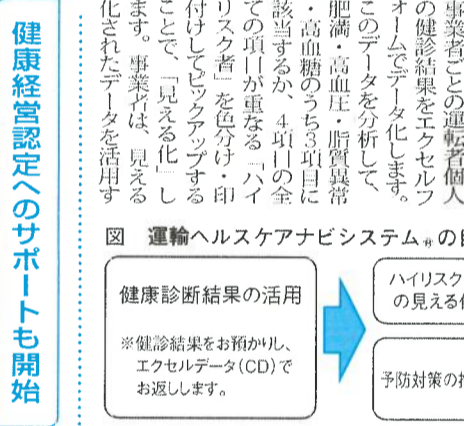 事業者ごとの運転者個人
の健診結果をエクセルフ
ォームでデータ化します。
このデータを分析して、
肥満・高血圧・脂質異常
・高血糖のうち3項目に
該当するか、4項目の全
ての項目が重なる「ハイ
リスク者」を色分け・印
付けしてピックアップする
ことで、「見える化」し
ます。事業者は、見える
化されたデータを活用す
健康経営認定へのサポートも開始
図 運輸ヘルスケアナビシステム®の
健康診断結果の活用
※健診結果をお預かりし、
エクセルデータ(CD)で
お返しします。
ハイリスク
の見える
予防対策の